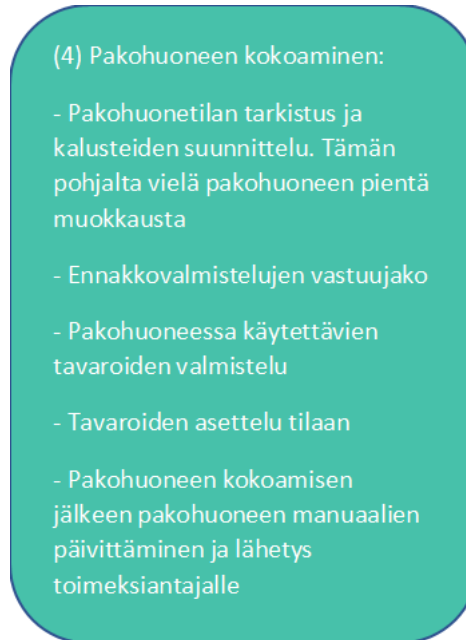 (4) Pakohuoneen kokoaminen:
- Pakohuonetilan tarkistus ja
kalusteiden suunnittelu. Tämän
pohjalta vielä pakohuoneen pientä
muokkausta
- Ennakkovalmistelujen vastuujako
- Pakohuoneessa käytettävien
tavaroiden valmistelu
- Tavaroiden asettelu tilaan
- Pakohuoneen kokoamisen
jälkeen pakohuoneen manuaalien
päivittäminen ja lähetys
toimeksiantajalle